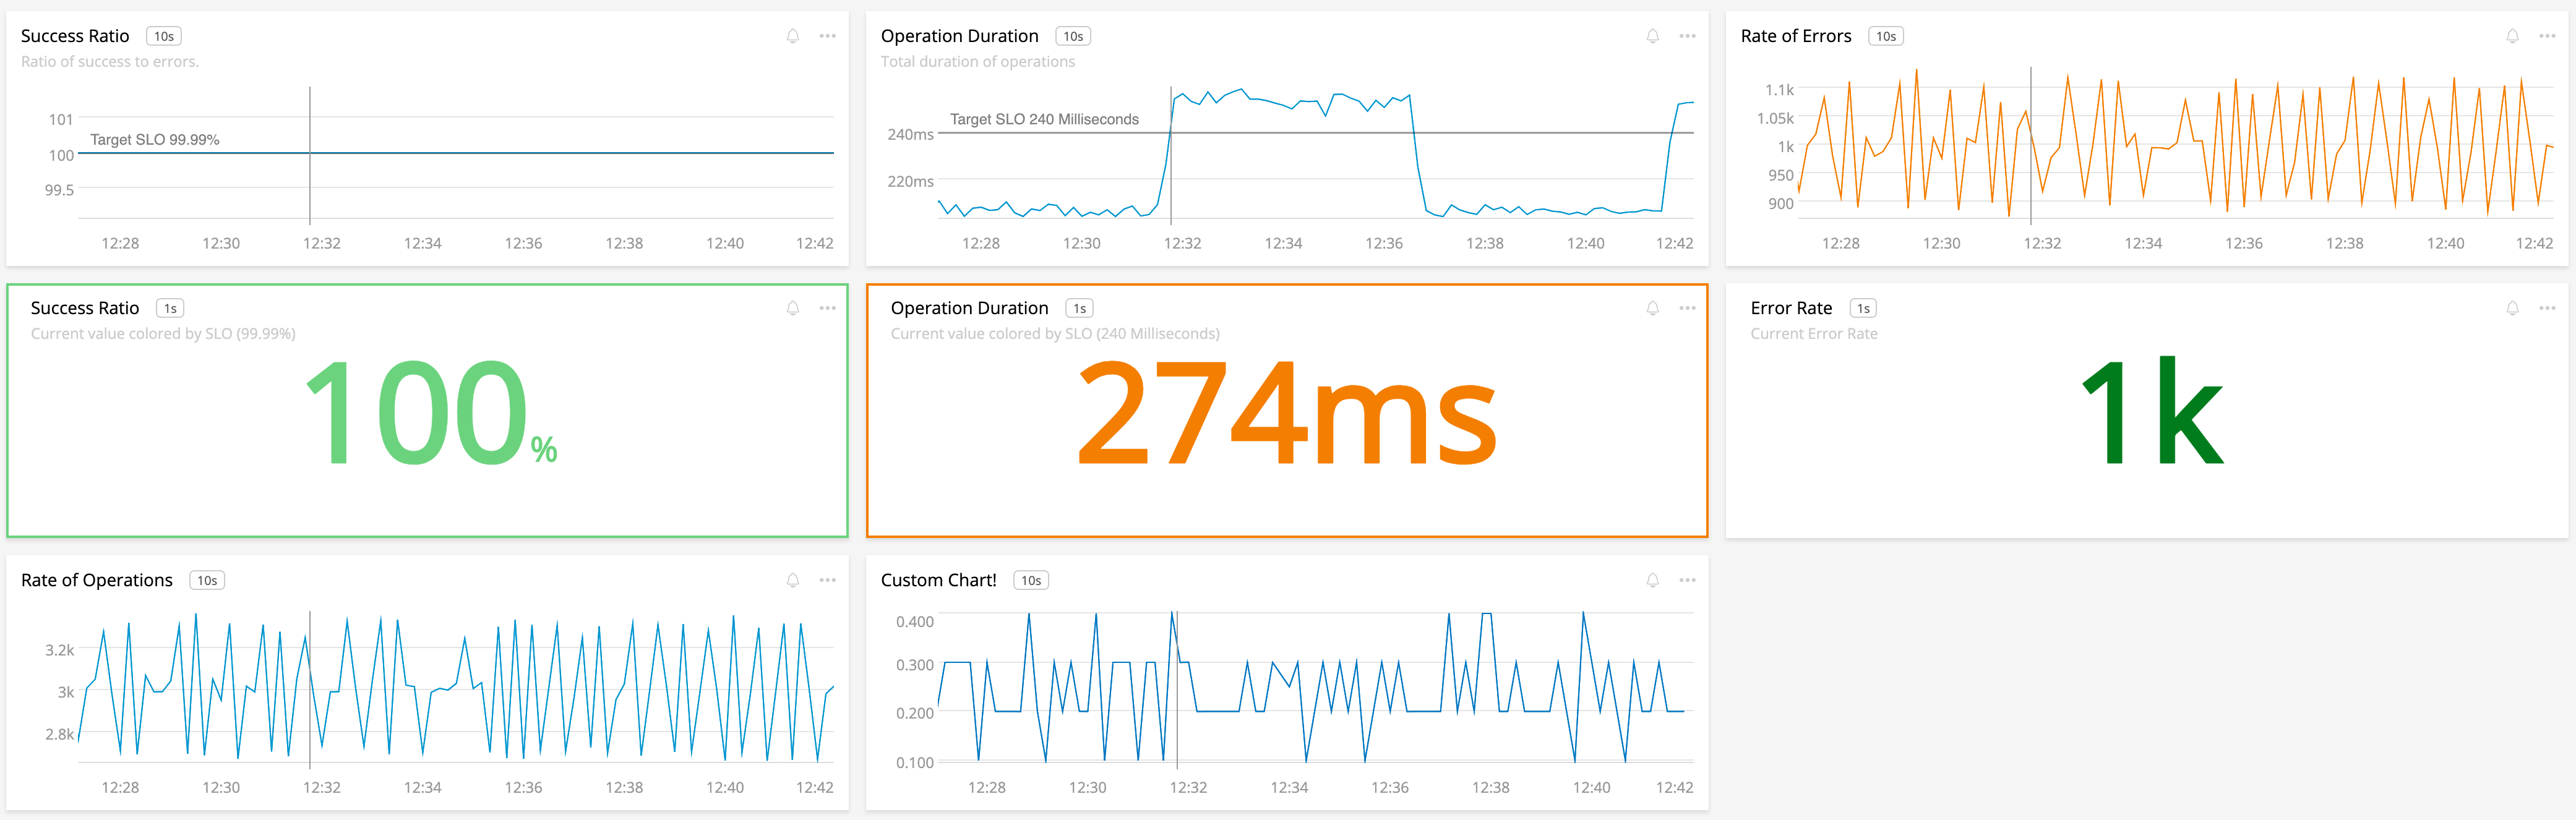 Success Ratio 10s
Ratio of success to errors.
101
Target SLO 99.99%
100
99.5
12:28 12:30 12:32 12:34 12:36 12:38 12:40 12:42
Operation Duration 10s
Total duration of operations
Target SLO 240 Milliseconds
240ms
220ms
12:28 12:30 12:32 12:34 12:36 12:38 12:40 12:42
Rate of Errors 10s
1.1k
1.05k
1k
950
900
12:28 12:30 12:32 12:34 12:36 12:38 12:40 12:42
Success Ratio 1s
Current value colored by SLO (99.99%)
100%
Operation Duration 1s
Current value colored by SLO (240 Milliseconds)
274ms
Error Rate 1s
Current Error Rate
1k
Rate of Operations 10s
3.2k
3k
2.8k
12:28 12:30 12:32 12:34 12:36 12:38 12:40 12:42
Custom Chart! 10s
0.400
0.300
0.200
0.100
12:28 12:30 12:32 12:34 12:36 12:38 12:40 12:42